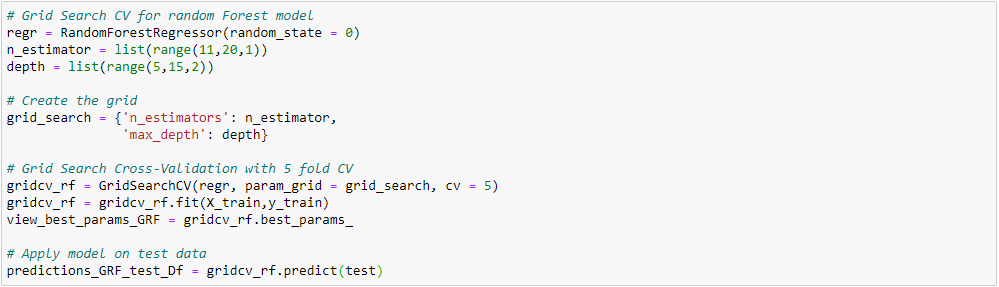 # Grid Search CV for random Forest model
regr = RandomForestRegressor(random_state = 0)
n_estimator = list(range(11,20,1))
depth = list(range(5,15,2))
# Create the grid
grid_search = {'n_estimators': n_estimator,
'max_depth': depth}
# Grid Search Cross-Validation with 5 fold CV
gridcv_rf = GridSearchCV(regr, param_grid = grid_search, cv = 5)
gridcv_rf = gridcv_rf.fit(X_train,y_train)
view_best_params_GRF = gridcv_rf.best_params_
# Apply model on test data
predictions_GRF_test_Df = gridcv_rf.predict(test)